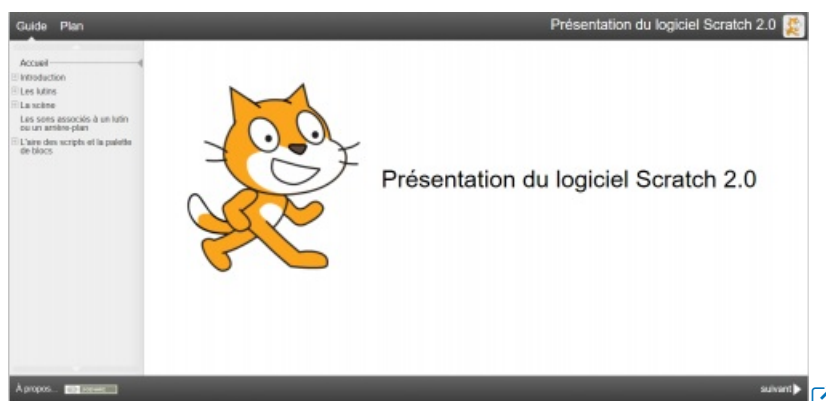 Guide Plan
Présentation du logiciel Scratch 2.0
Accueil
Introduction
Les lutins
La scène
Les sons associés à un lutin
ou un arrière-plan
L'aire des scripts et la palette
de blocs
Présentation du logiciel Scratch 2.0
À propos...
suivant